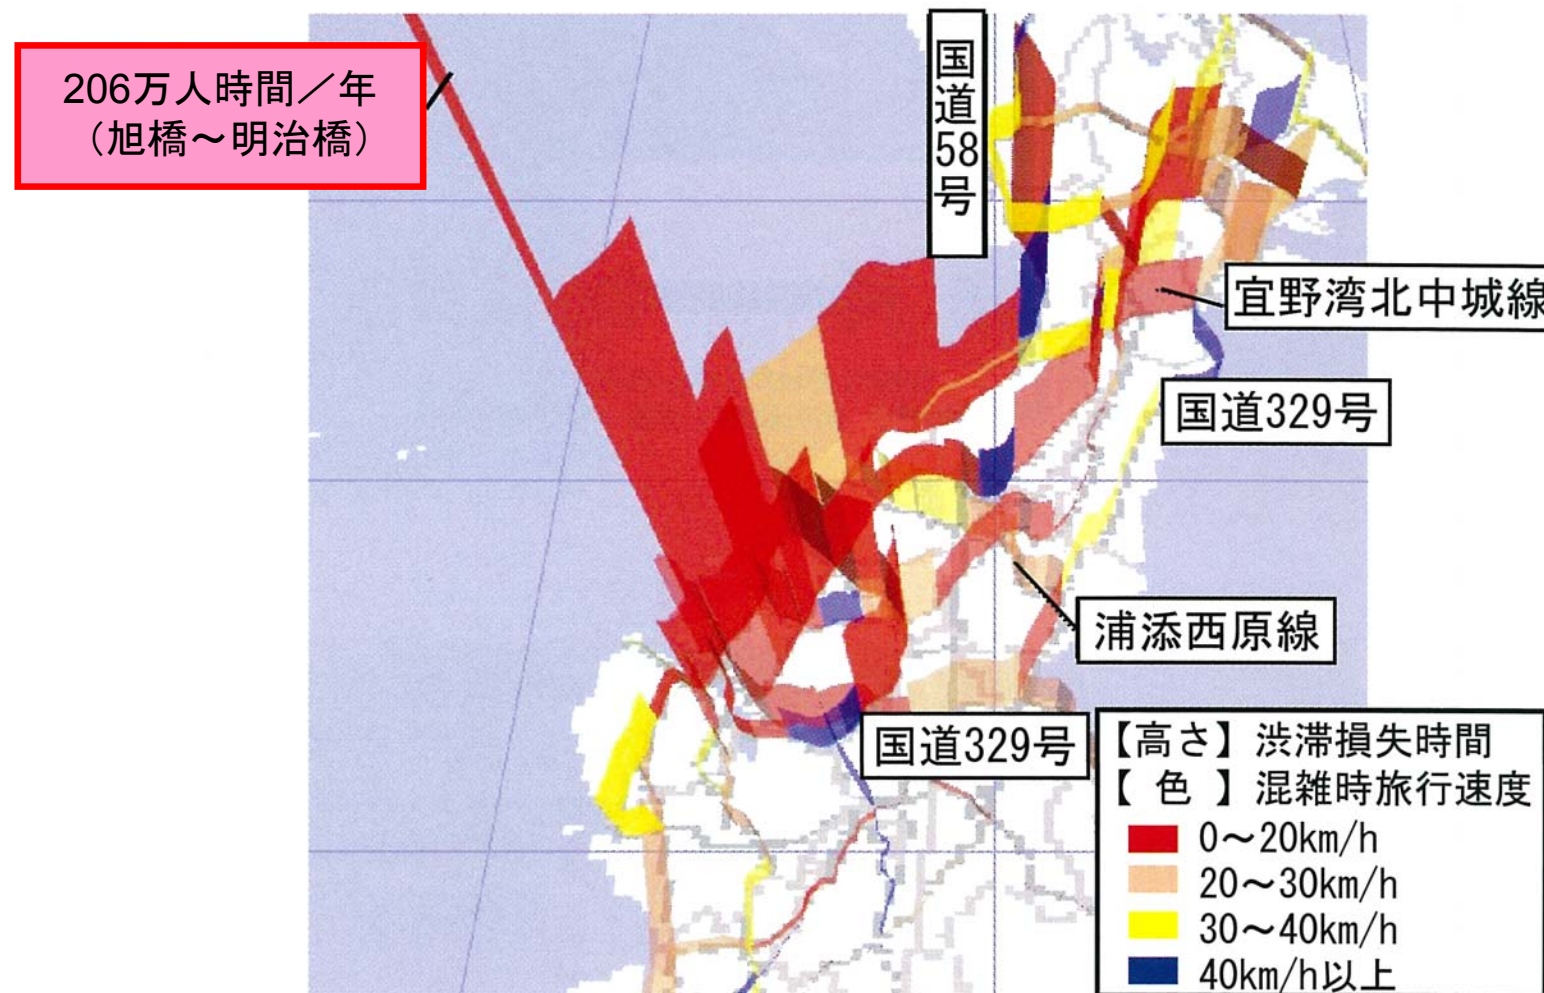 206万人時間／年
（旭橋～明治橋）
国道58号
宜野湾北中城線
国道329号
浦添西原線
国道329号
【高さ】渋滞損失時間
【 色 】混雑時旅行速度
0～20km/h
20～30km/h
30～40km/h
40km/h以上